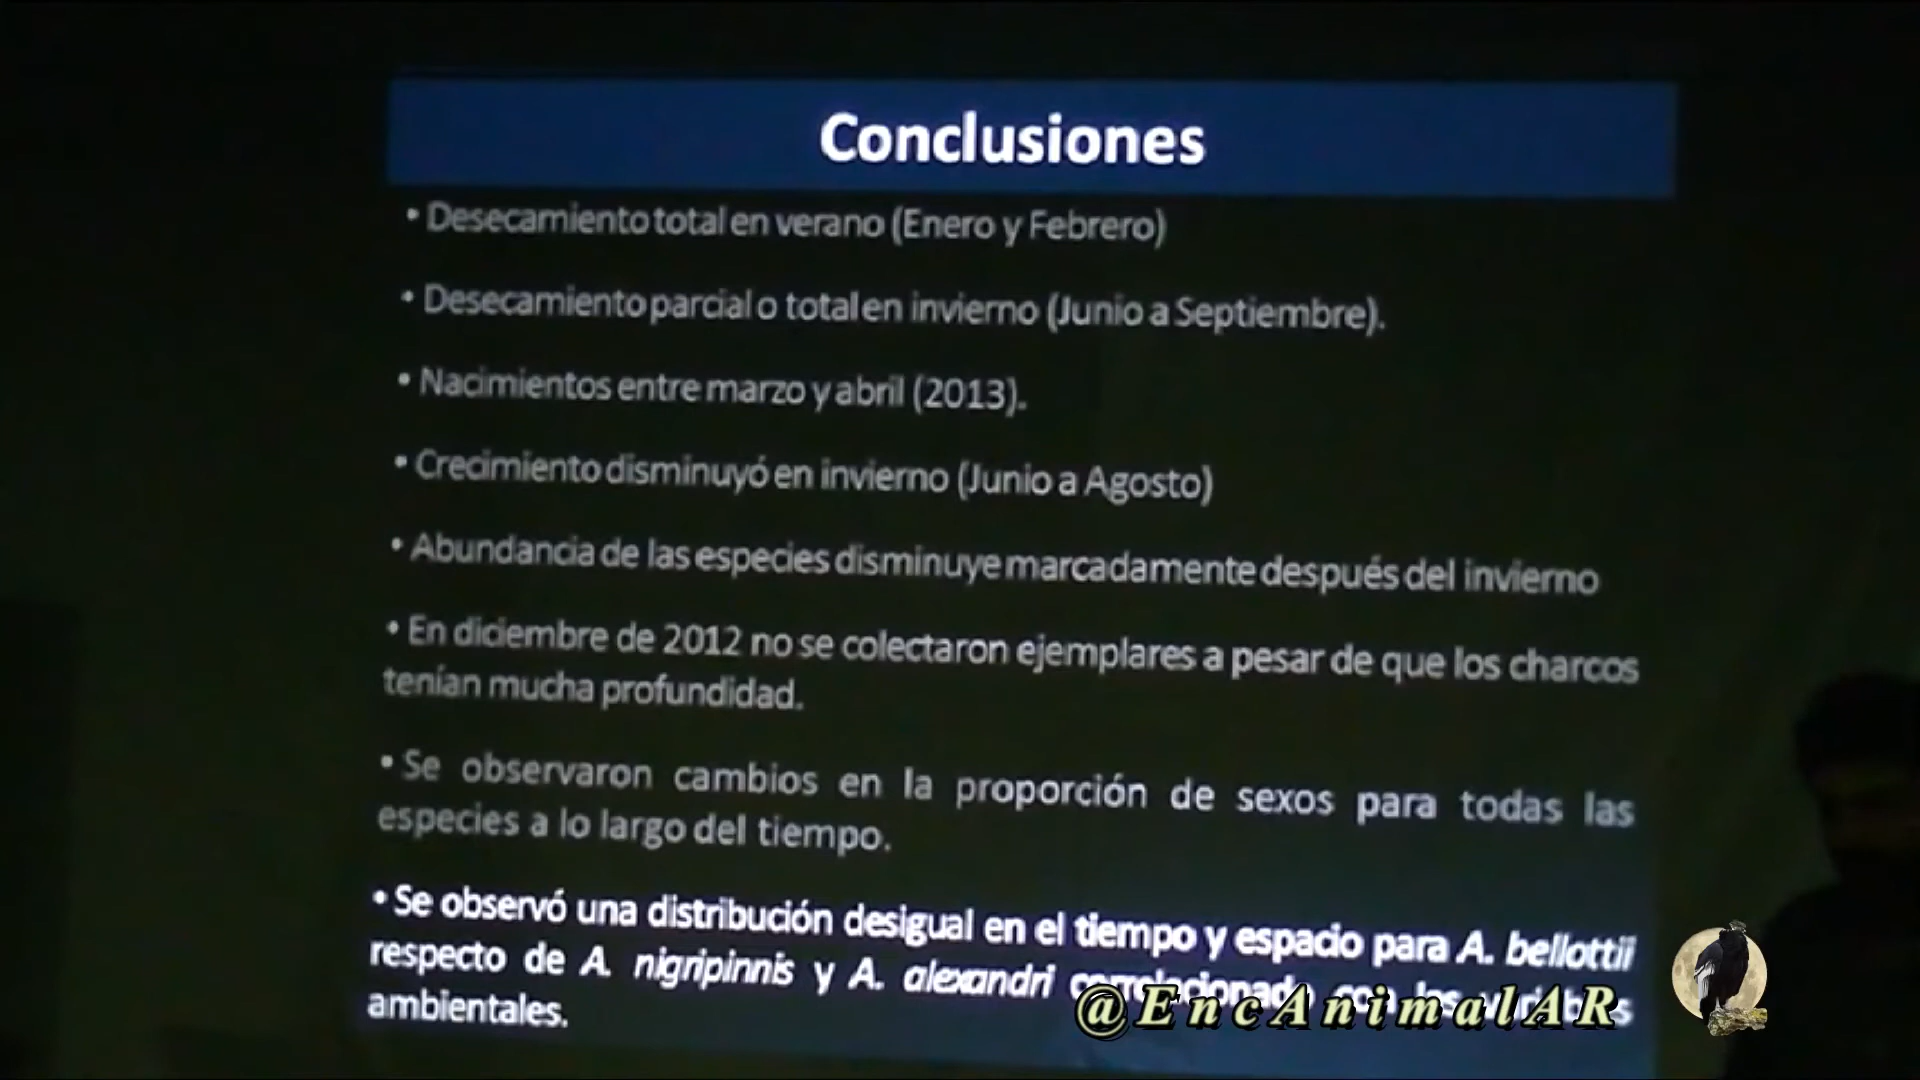 Conclusiones
• Desecamiento total en verano (Enero y Febrero)
• Desecamiento parcial o total en invierno (Junio a Septiembre).
• Nacimientos entre marzo y abril (2013).
• Crecimiento disminuyó en invierno (Junio a Agosto)
• Abundancia de las especies disminuye marcadamente después del invierno
• En diciembre de 2012 no se colectaron ejemplares a pesar de que los charcos
tenían mucha profundidad.
• Se observaron cambios en la proporción de sexos para todas las
especies a lo largo del tiempo.
• Se observó una distribución desigual en el tiempo y espacio para A. bellottii
respecto de A. nigripinnis y A. alexandri correlacionado con las variables
ambientales.
@EncAnimalAR